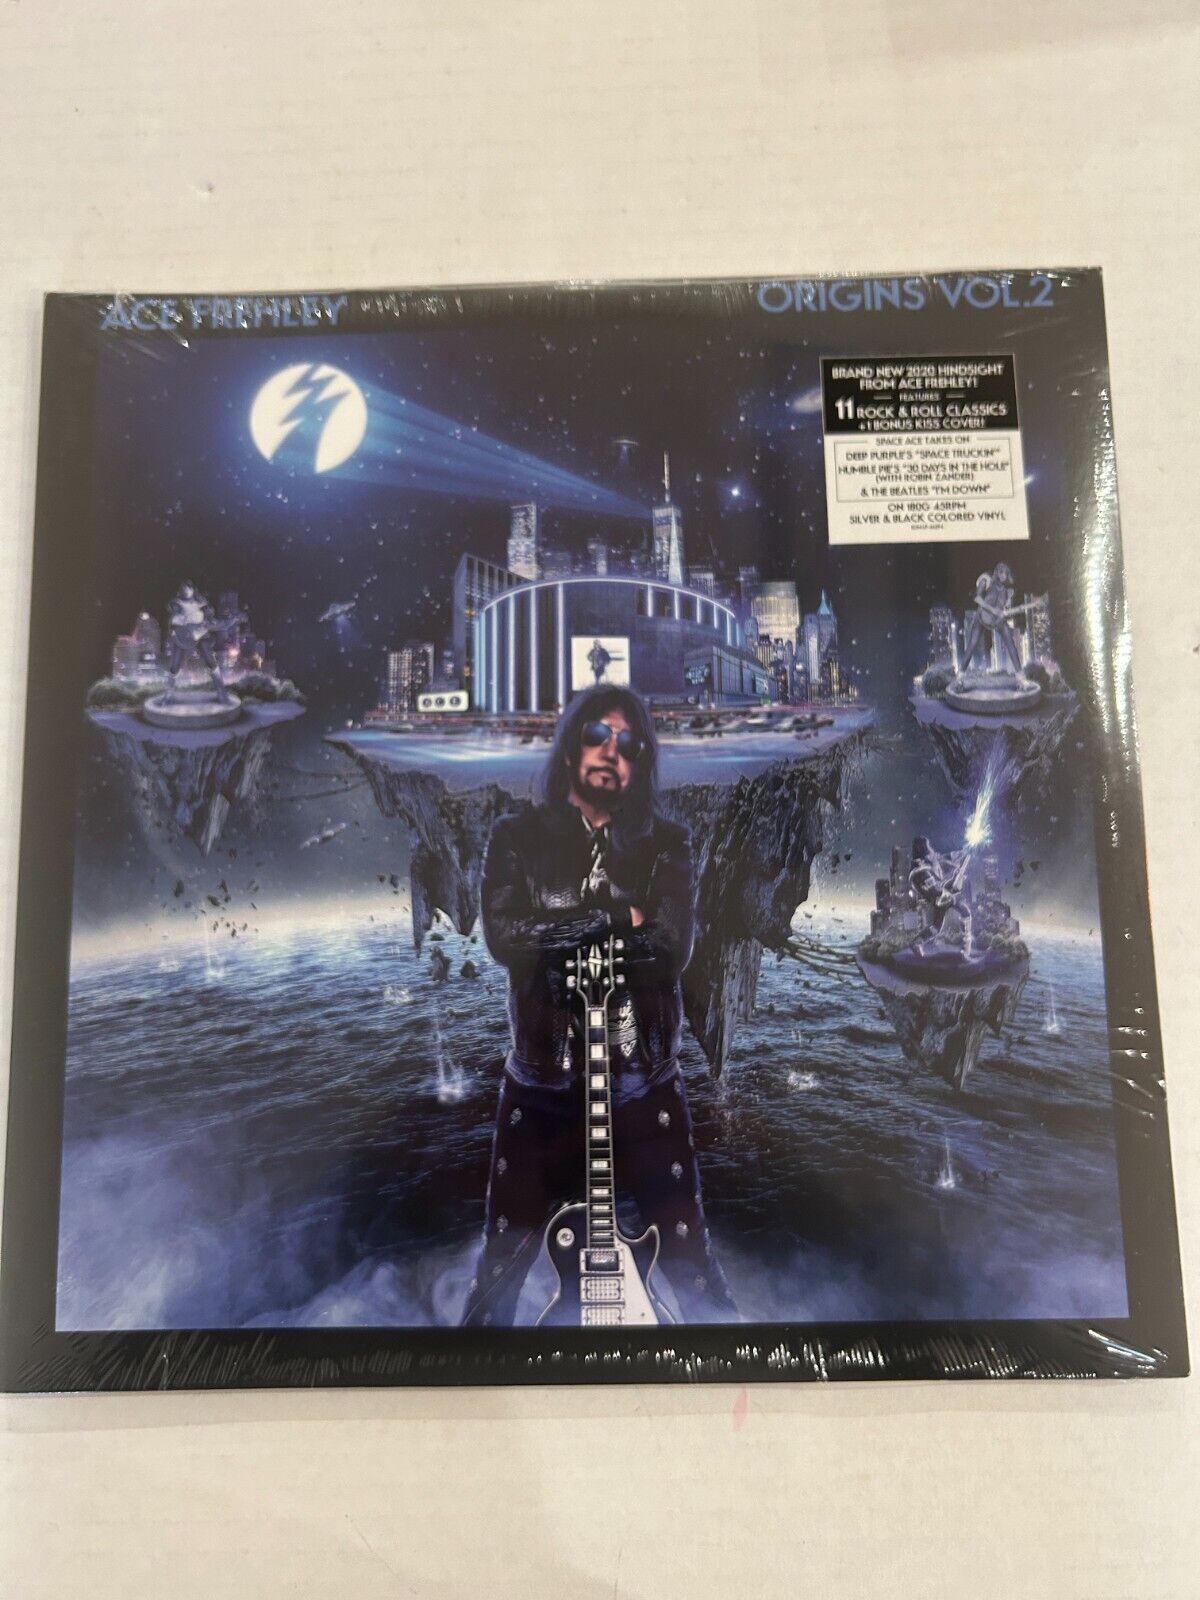 ACE FREHLEY
ORIGINS VOL.2
BRAND NEW 2020 HINDSIGHT
FROM ACE FREHLEY!
FEATURES
11 ROCK & ROLL CLASSICS
+1 BONUS KISS COVER!
SPACE ACE TAKES ON
DEEP PURPLE'S "SPACE TRUCKIN'"
HUMBLE PIE'S "30 DAYS IN THE HOLE"
(WITH ROBIN ZANDER)
& THE BEATLES "I'M DOWN"
ON 180G 45RPM
SILVER & BLACK COLORED VINYL